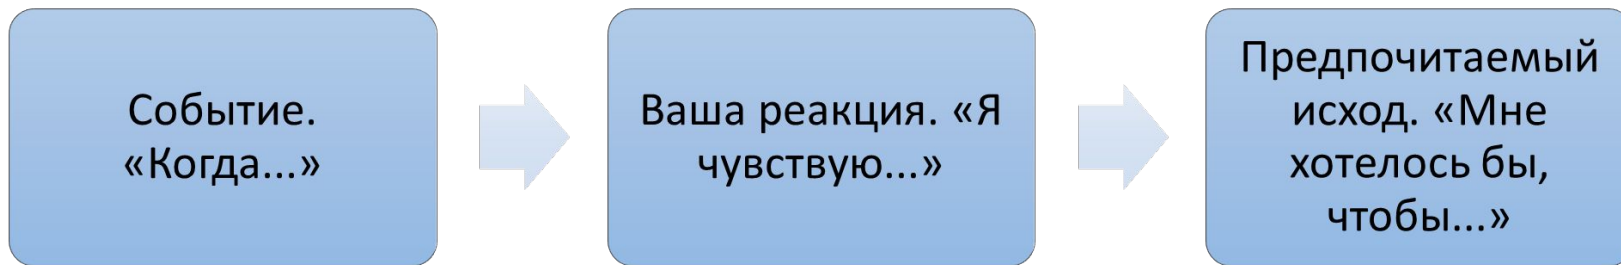 Событие.
«Когда...»
Ваша реакция. «Я
чувствую...»
Предпочитаемый
исход. «Мне
хотелось бы,
чтобы...»